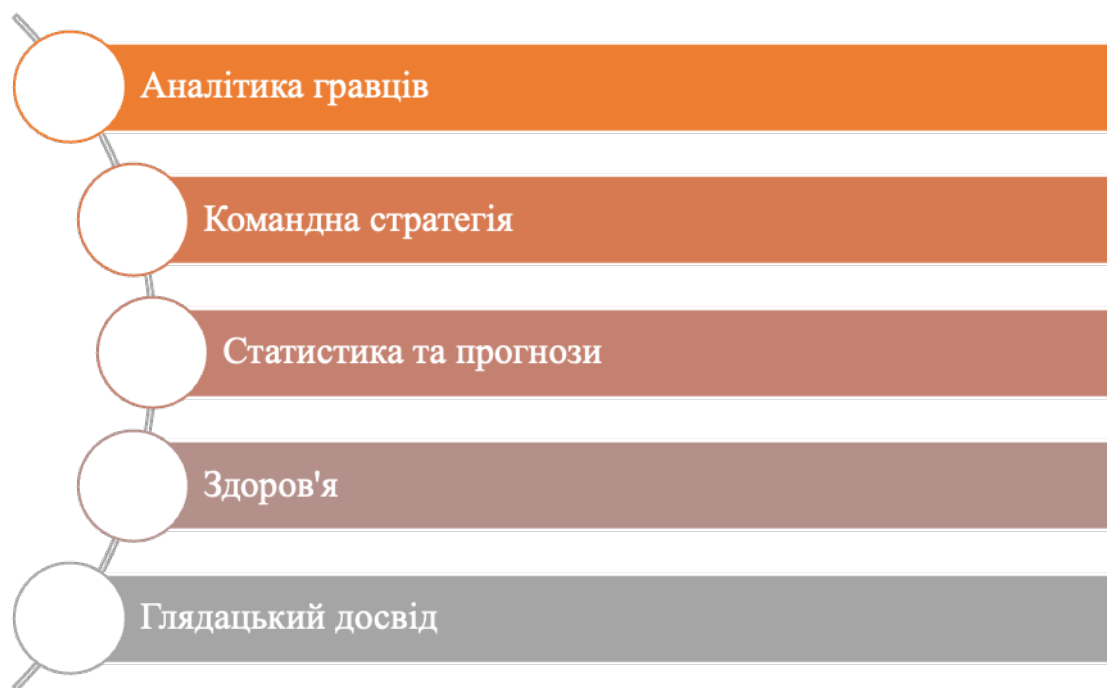 Аналітика гравців
Командна стратегія
Статистика та прогнози
Здоров'я
Глядацький досвід